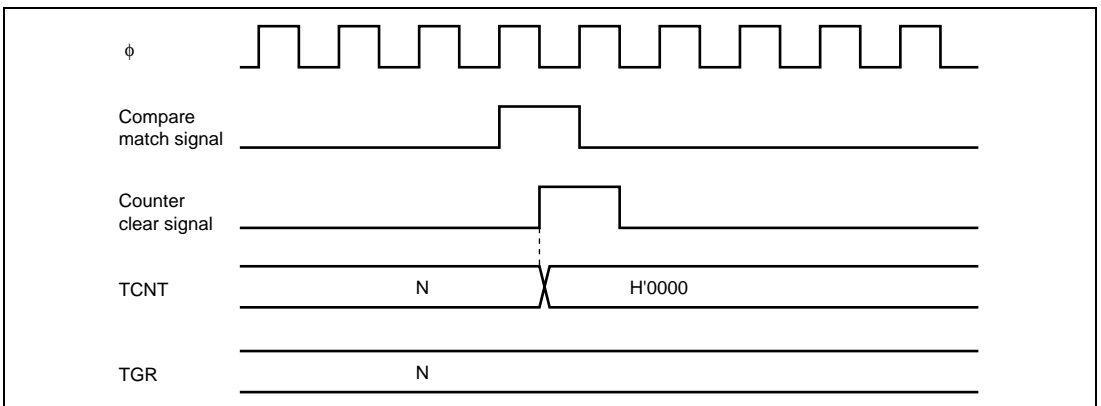 ϕ
Compare
match signal
Counter
clear signal
TCNT
N
H'0000
TGR
N